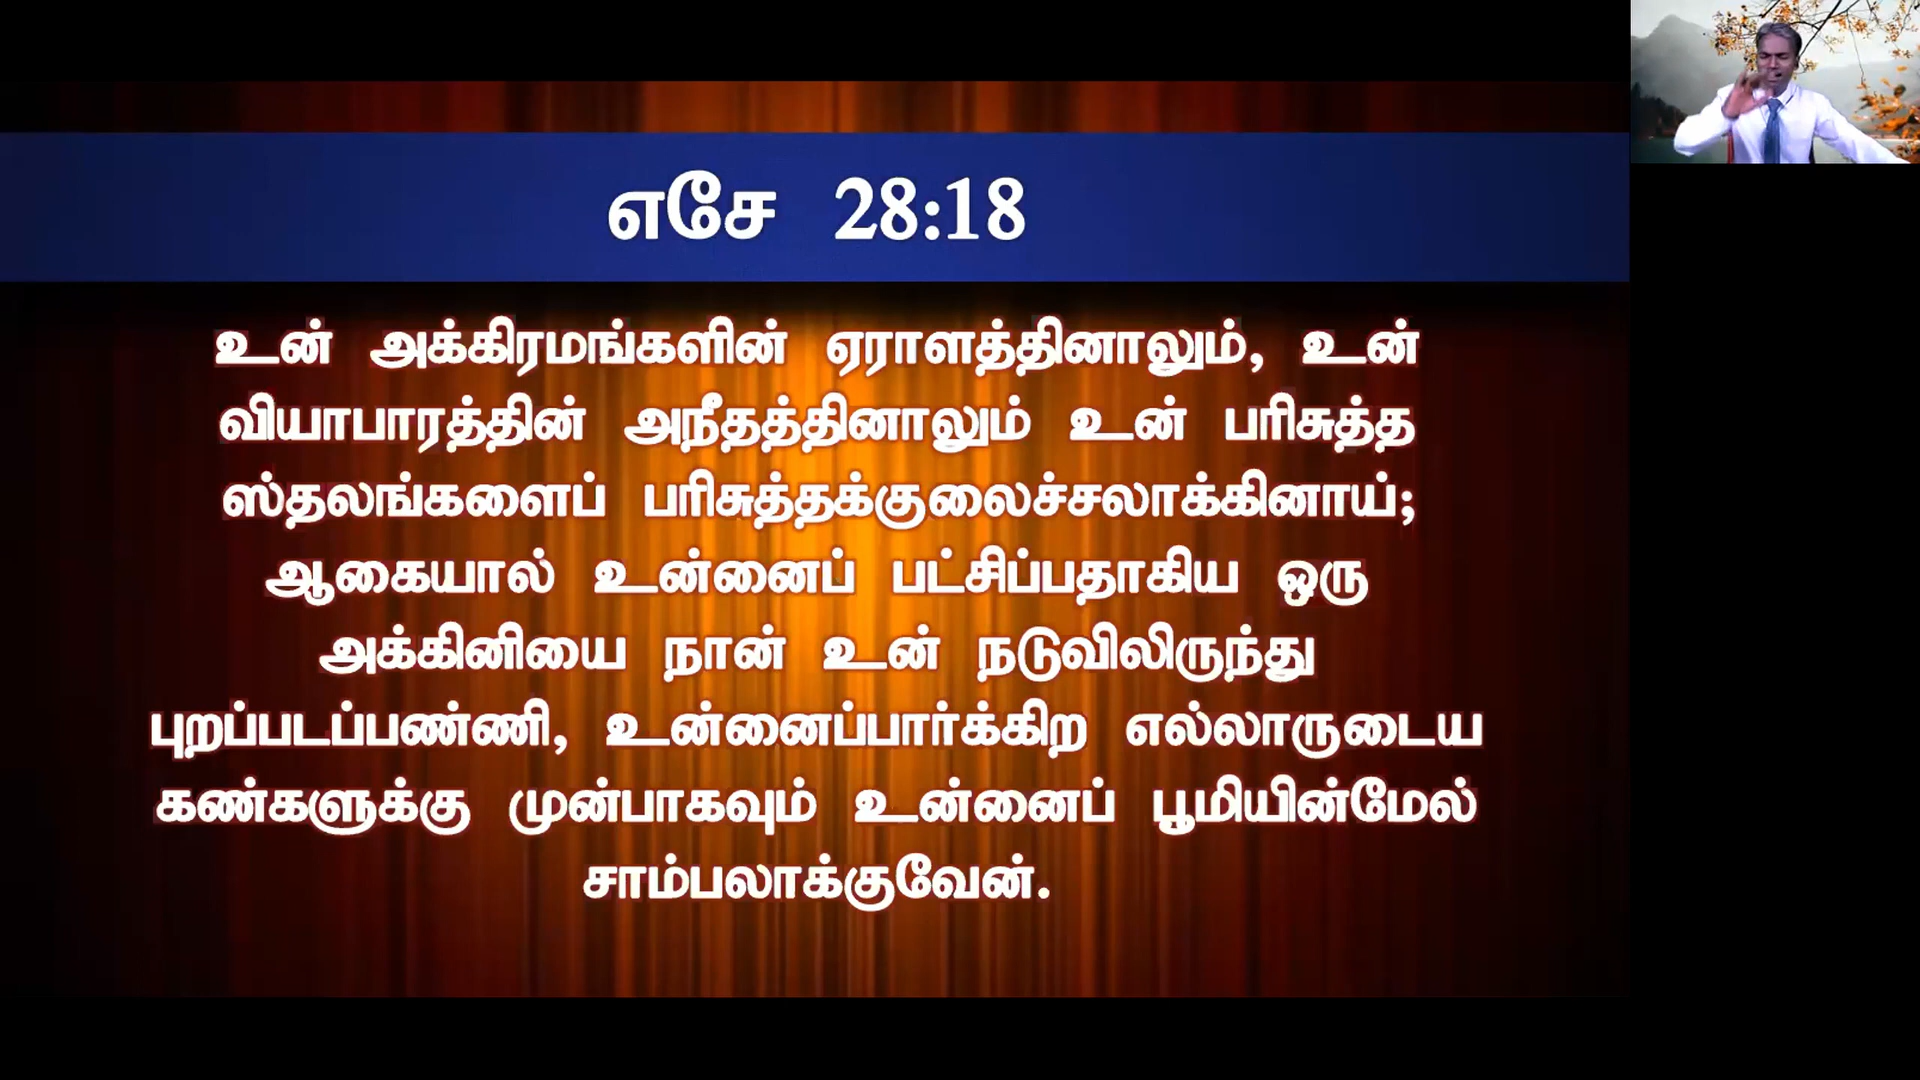 எசே 28:18
உன் அக்கிரமங்களின் ஏராளத்தினாலும், உன்
வியாபாரத்தின் அநீதத்தினாலும் உன் பரிசுத்த
ஸ்தலங்களைப் பரிசுத்தக்குலைச்சலாக்கினாய்;
ஆகையால் உன்னைப் பட்சிப்பதாகிய ஒரு
அக்கினியை நான் உன் நடுவிலிருந்து
புறப்படப்பண்ணி, உன்னைப்பார்க்கிற எல்லாருடைய
கண்களுக்கு முன்பாகவும் உன்னைப் பூமியின்மேல்
சாம்பலாக்குவேன்.